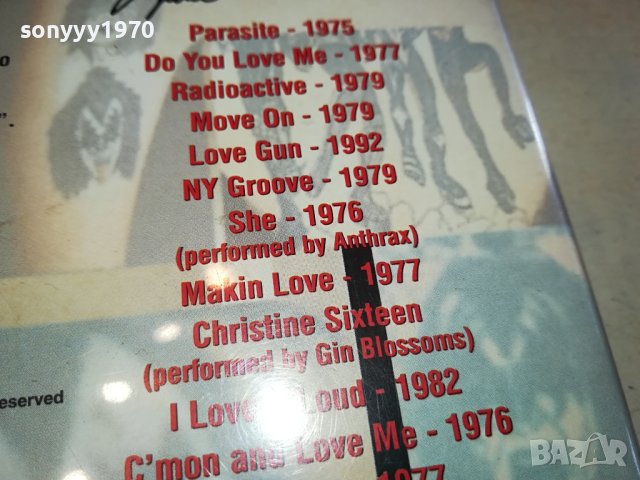 sonyyy1970
Parasite - 1975
Do You Love Me - 1977
Radioactive - 1979
Move On - 1979
Love Gun - 1992
NY Groove - 1979
She - 1976
(performed by Anthrax)
Makin Love - 1977
Christine Sixteen
(performed by Gin Blossoms)
eserved
I Love Loud - 1982
C'mon and Love Me - 1976
1977
BAZAR